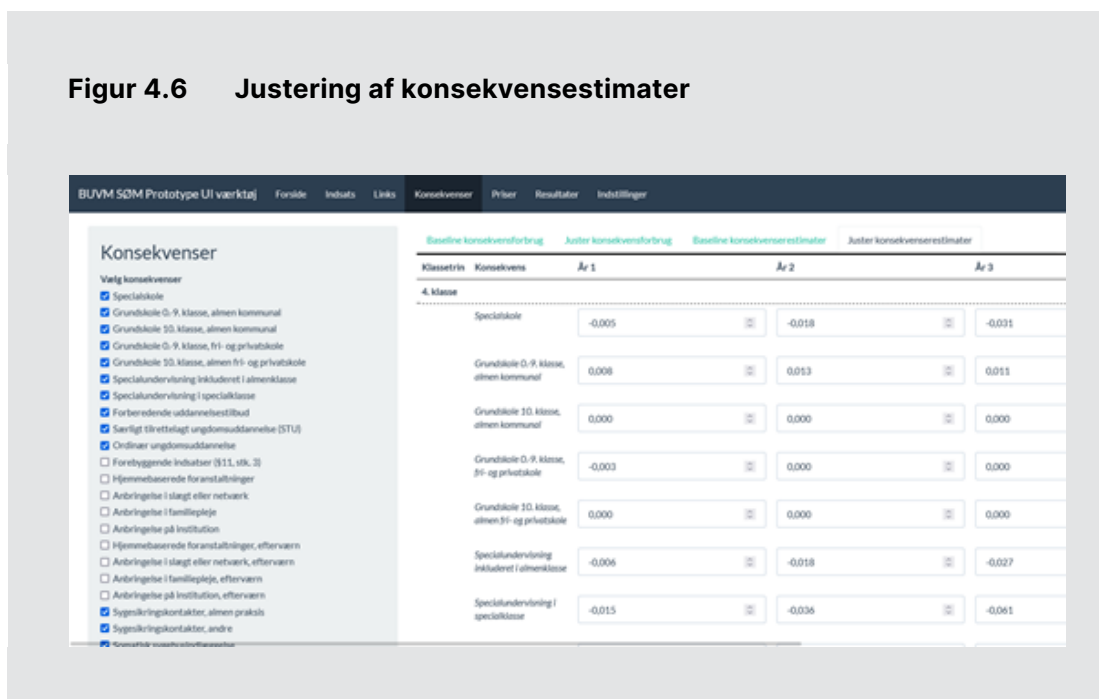 Figur 4.6 Justering af konsekvensestimater
BUVM SØM Prototype UI værktøj Forside Indsats Links Konsekvenser Priser Resultater Indstillinger
Konsekvenser
Vælg konsekvenser
Specialskole
Grundskole 0.-9. klasse, almen kommunal
Grundskole 10. klasse, almen kommunal
Grundskole 0.-9. klasse, fri- og privatskole
Grundskole 10. klasse, almen fri- og privatskole
Specialundervisning inkluderet i almenklasse
Specialundervisning i specialklasse
Forberedende uddannelsestilbud
Særligt tilrettelagt ungdomsuddannelse (STU)
Ordinær ungdomsuddannelse
Forebyggende indsatser (§11, stk. 3)
Hjemmebaserede foranstaltninger
Anbringelse i slægt eller netværk
Anbringelse i familiepleje
Anbringelse på institution
Hjemmebaserede foranstaltninger, efterværn
Anbringelse i slægt eller netværk, efterværn
Anbringelse i familiepleje, efterværn
Anbringelse på institution, efterværn
Sygesikringskontakter, almen praksis
Sygesikringskontakter, andre
Somatisk sygehusindlæggelse
Baseline konsekvensforbrug Juster konsekvensforbrug Baseline konsekvenserestimater Juster konsekvenserestimater
Klassetrin Konsekvens År 1 År 2 År 3
4. klasse
Specialskole -0,005 -0,018 -0,031
Grundskole 0.-9. klasse,
almen kommunal 0,008 0,013 0,011
Grundskole 10. klasse,
almen kommunal 0,000 0,000 0,000
Grundskole 0.-9. klasse,
fri- og privatskole -0,003 0,000 0,000
Grundskole 10. klasse,
almen fri- og privatskole 0,000 0,000 0,000
Specialundervisning
inkluderet i almenklasse -0,006 -0,018 -0,027
Specialundervisning i
specialklasse -0,015 -0,036 -0,061